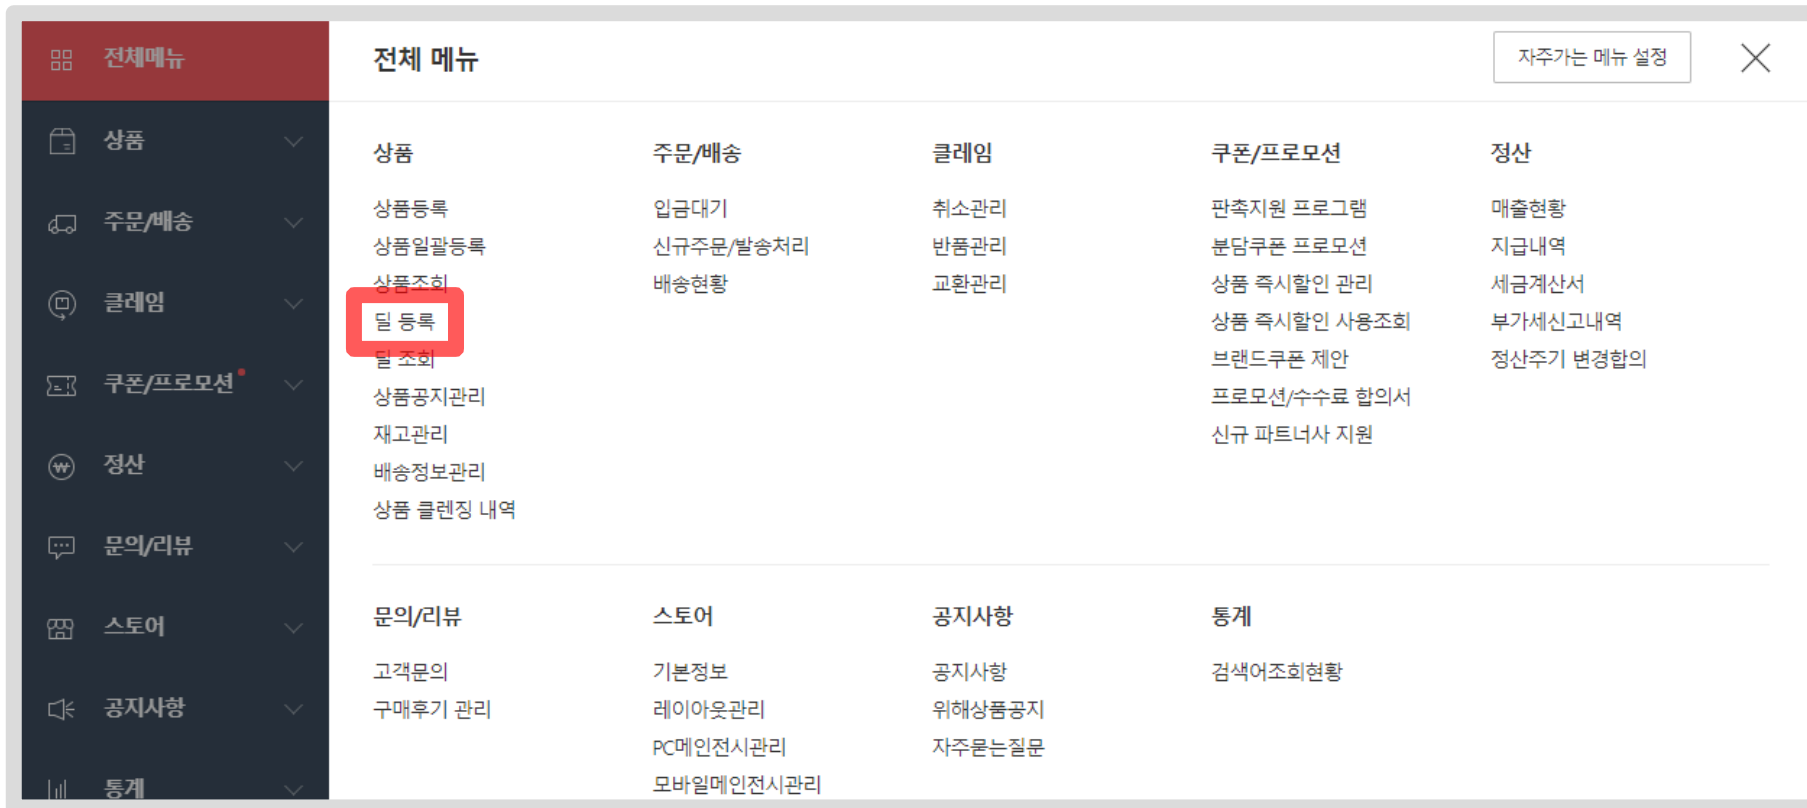 전체메뉴
상품
주문/배송
클레임
쿠폰/프로모션
정산
문의/리뷰
스토어
공지사항
통계
전체 메뉴
자주가는 메뉴 설정
상품
상품등록
상품일괄등록
상품조회
딜 등록
딜 조회
상품공지관리
재고관리
배송정보관리
상품 클렌징 내역
주문/배송
입금대기
신규주문/발송처리
배송현황
클레임
취소관리
반품관리
교환관리
쿠폰/프로모션
판촉지원 프로그램
분담쿠폰 프로모션
상품 즉시할인 관리
상품 즉시할인 사용조회
브랜드쿠폰 제안
프로모션/수수료 합의서
신규 파트너사 지원
정산
매출현황
지급내역
세금계산서
부가세신고내역
정산주기 변경합의
문의/리뷰
고객문의
구매후기 관리
스토어
기본정보
레이아웃관리
PC메인전시관리
모바일메인전시관리
공지사항
공지사항
위해상품공지
자주묻는질문
통계
검색어조회현황